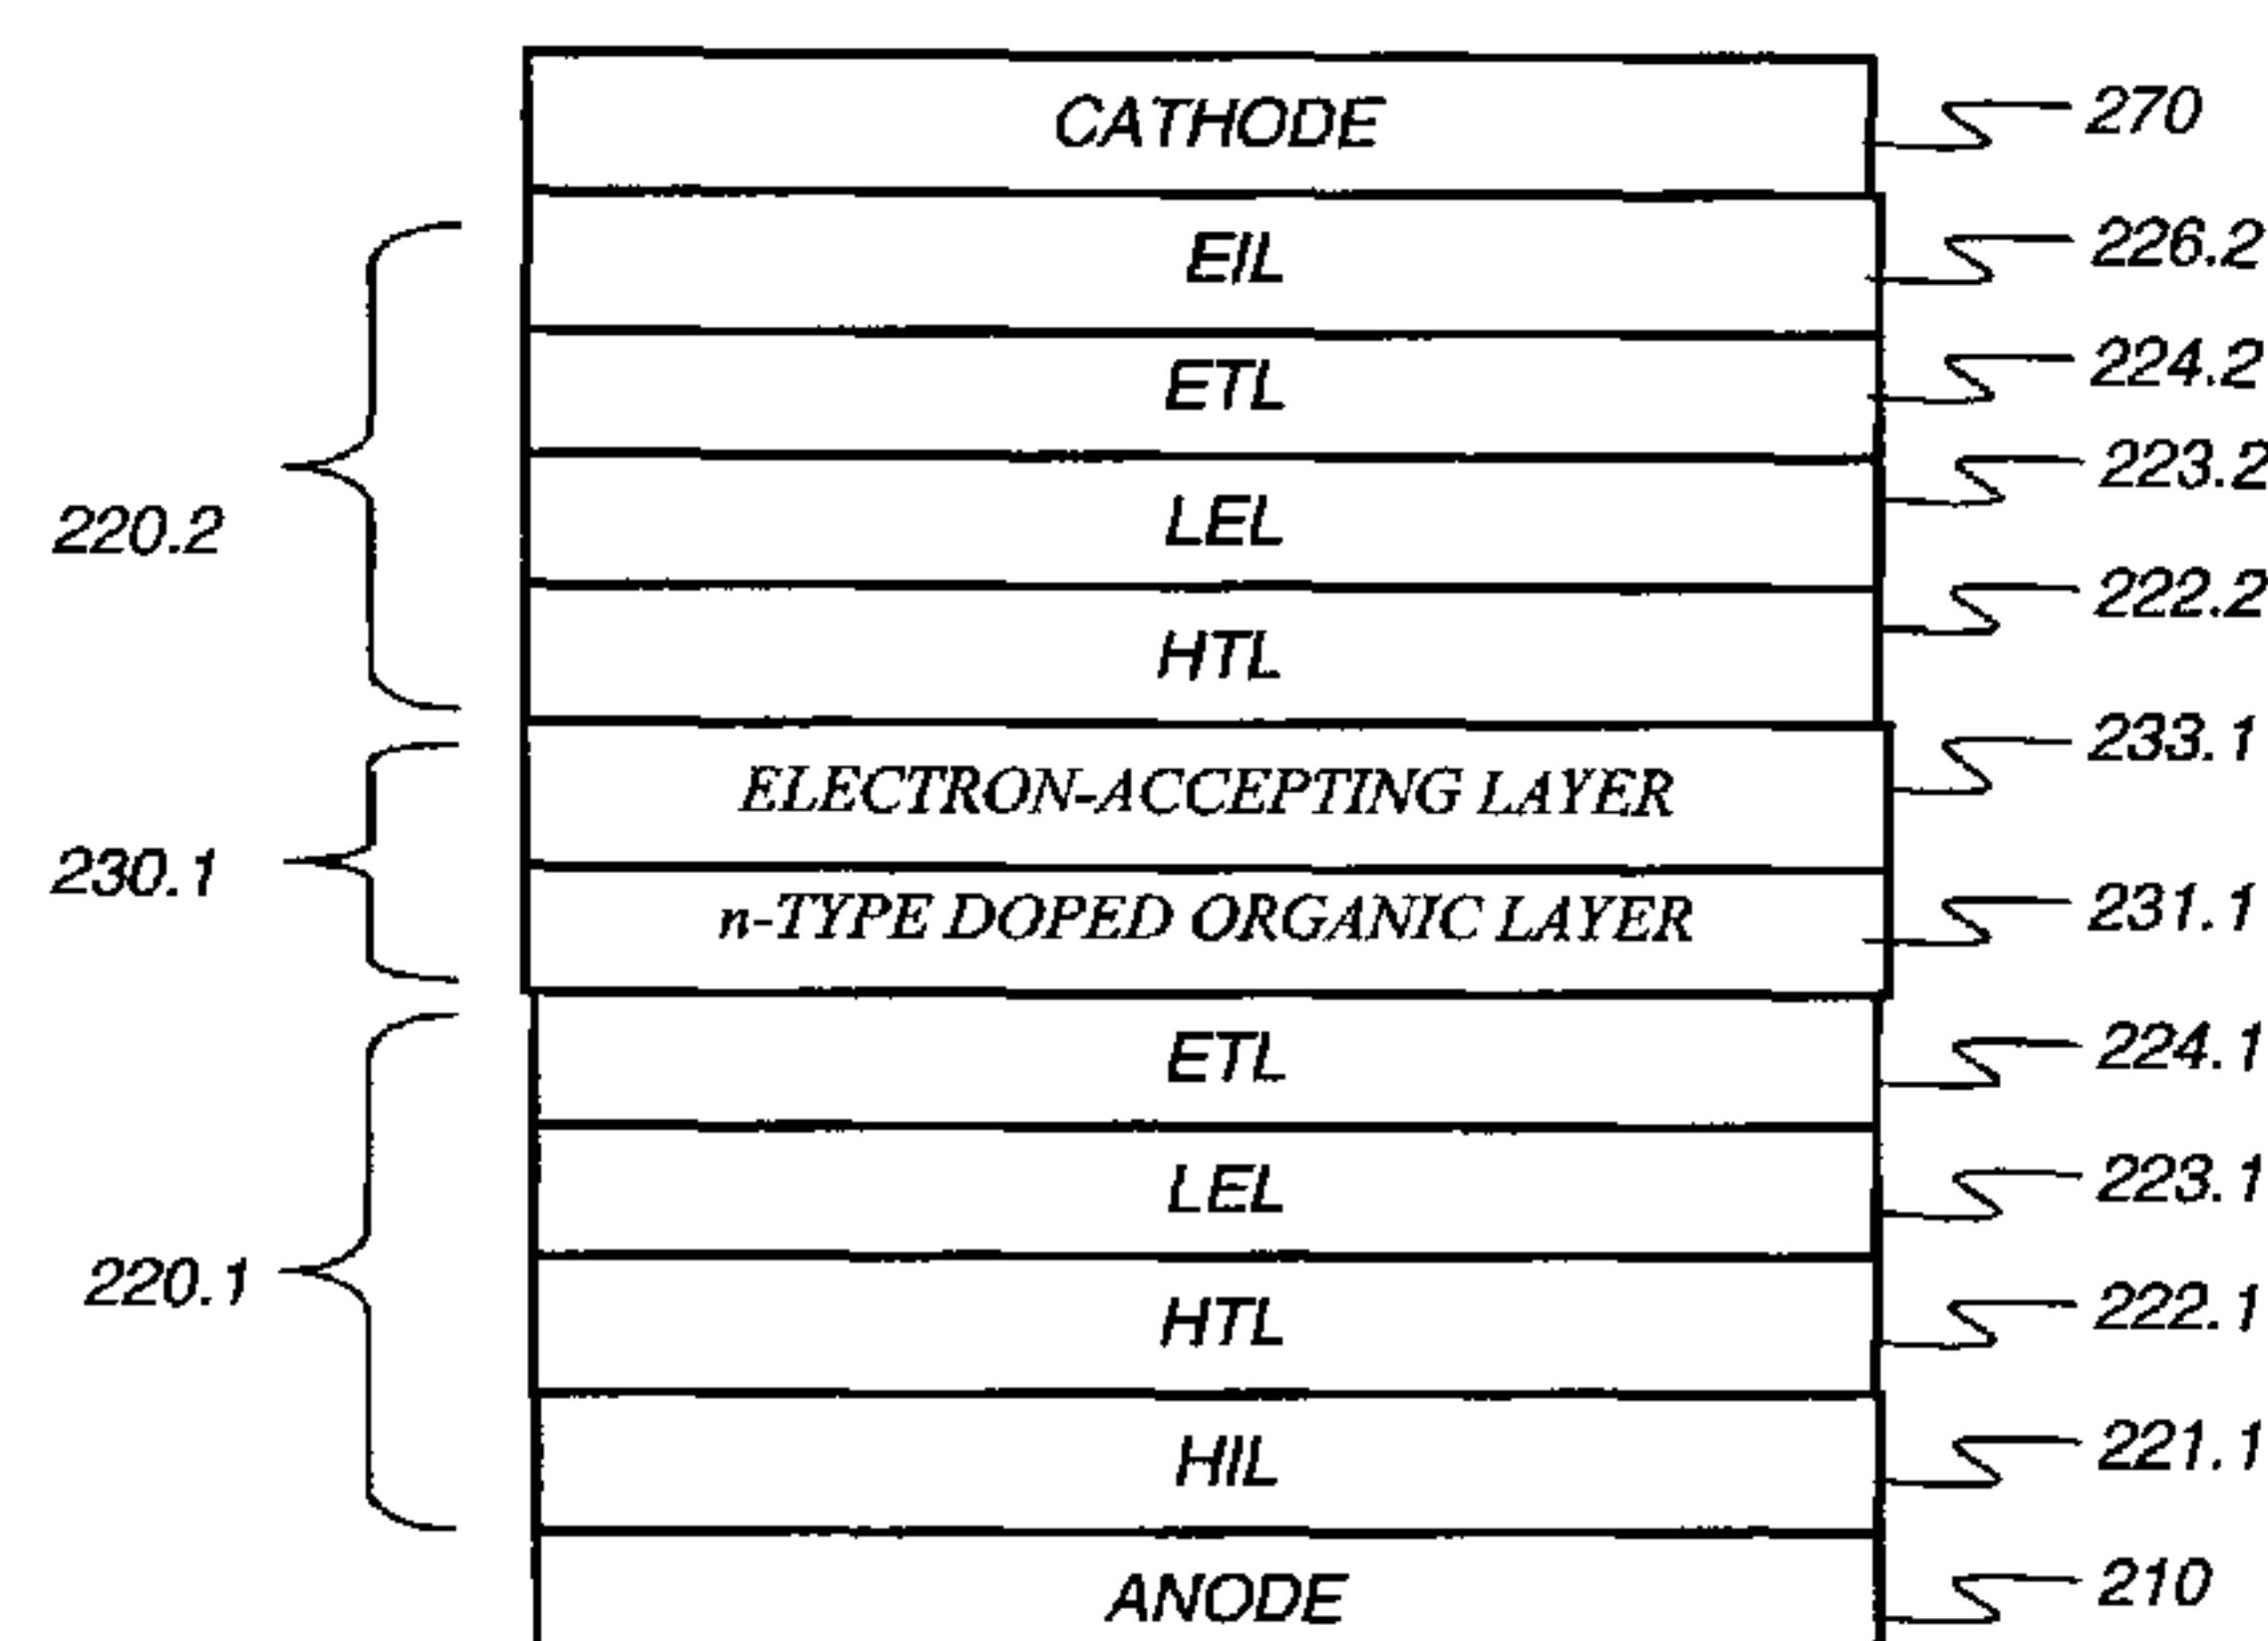 CATHODE 270
EIL 226.2
ETL 224.2
LEL 223.2
220.2
HTL 222.2
ELECTRON-ACCEPTING LAYER 233.1
230.1
n-TYPE DOPED ORGANIC LAYER 231.1
ETL 224.1
LEL 223.1
220.1
HTL 222.1
HIL 221.1
ANODE 210